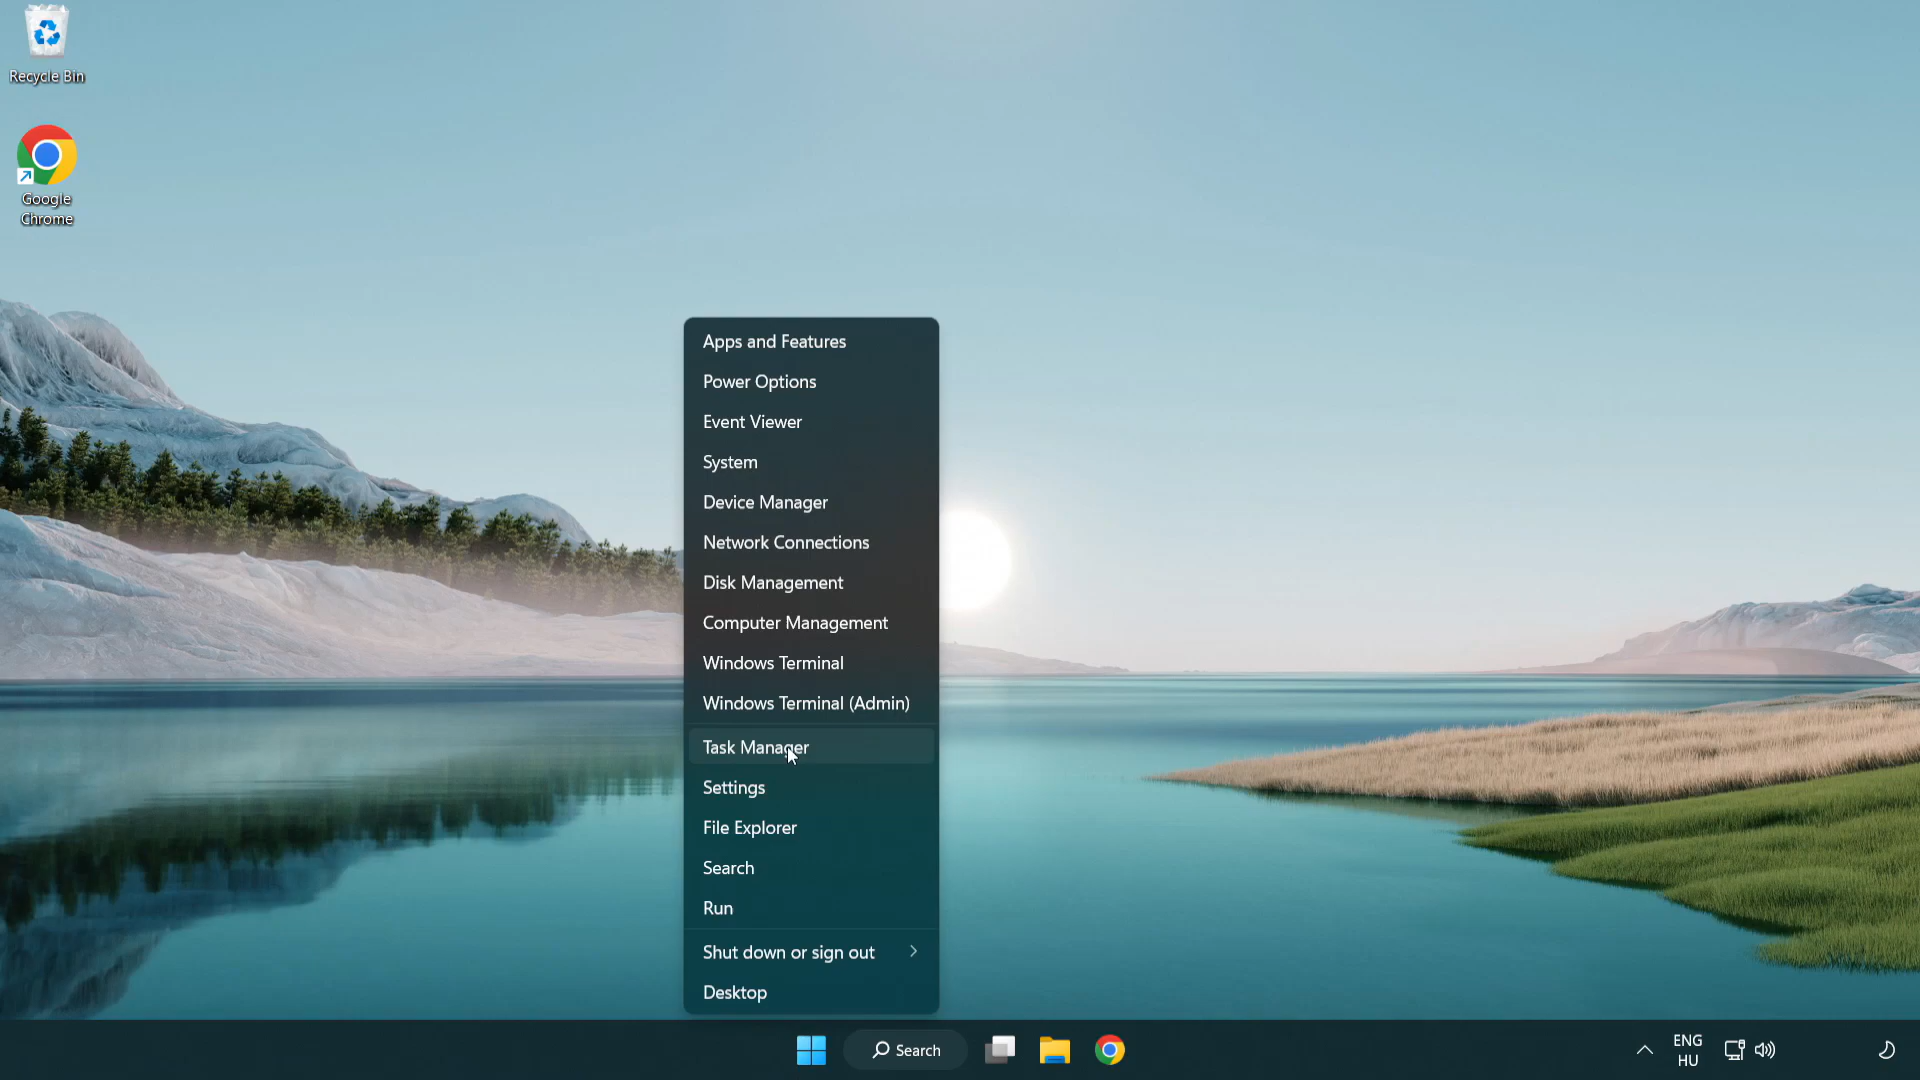 Recycle Bin
Google
Chrome
Apps and Features
Power Options
Event Viewer
System
Device Manager
Network Connections
Disk Management
Computer Management
Windows Terminal
Windows Terminal (Admin)
Task Manager
Settings
File Explorer
Search
Run
Shut down or sign out
Desktop
Search
ENG
HU